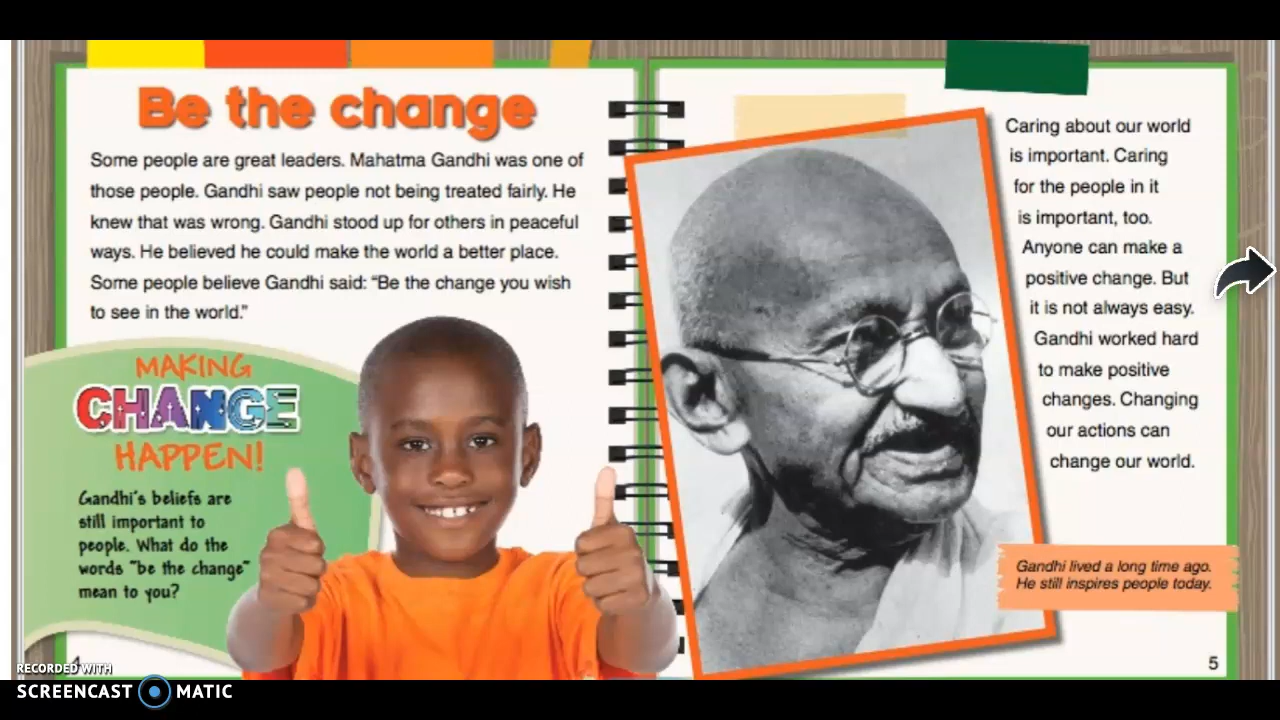 Be the change
Some people are great leaders. Mahatma Gandhi was one of
those people. Gandhi saw people not being treated fairly. He
knew that was wrong. Gandhi stood up for others in peaceful
ways. He believed he could make the world a better place.
Some people believe Gandhi said: “Be the change you wish
to see in the world.”
MAKING
CHANGE
HAPPEN!
Gandhi's beliefs are
still important to
people. What do the
words "be the change"
mean to you?
Caring about our world
is important. Caring
for the people in it
is important, too.
Anyone can make a
positive change. But
it is not always easy.
Gandhi worked hard
to make positive
changes. Changing
our actions can
change our world.
Gandhi lived a long time ago.
He still inspires people today.
5
RECORDED WITH
SCREENCAST MATIC